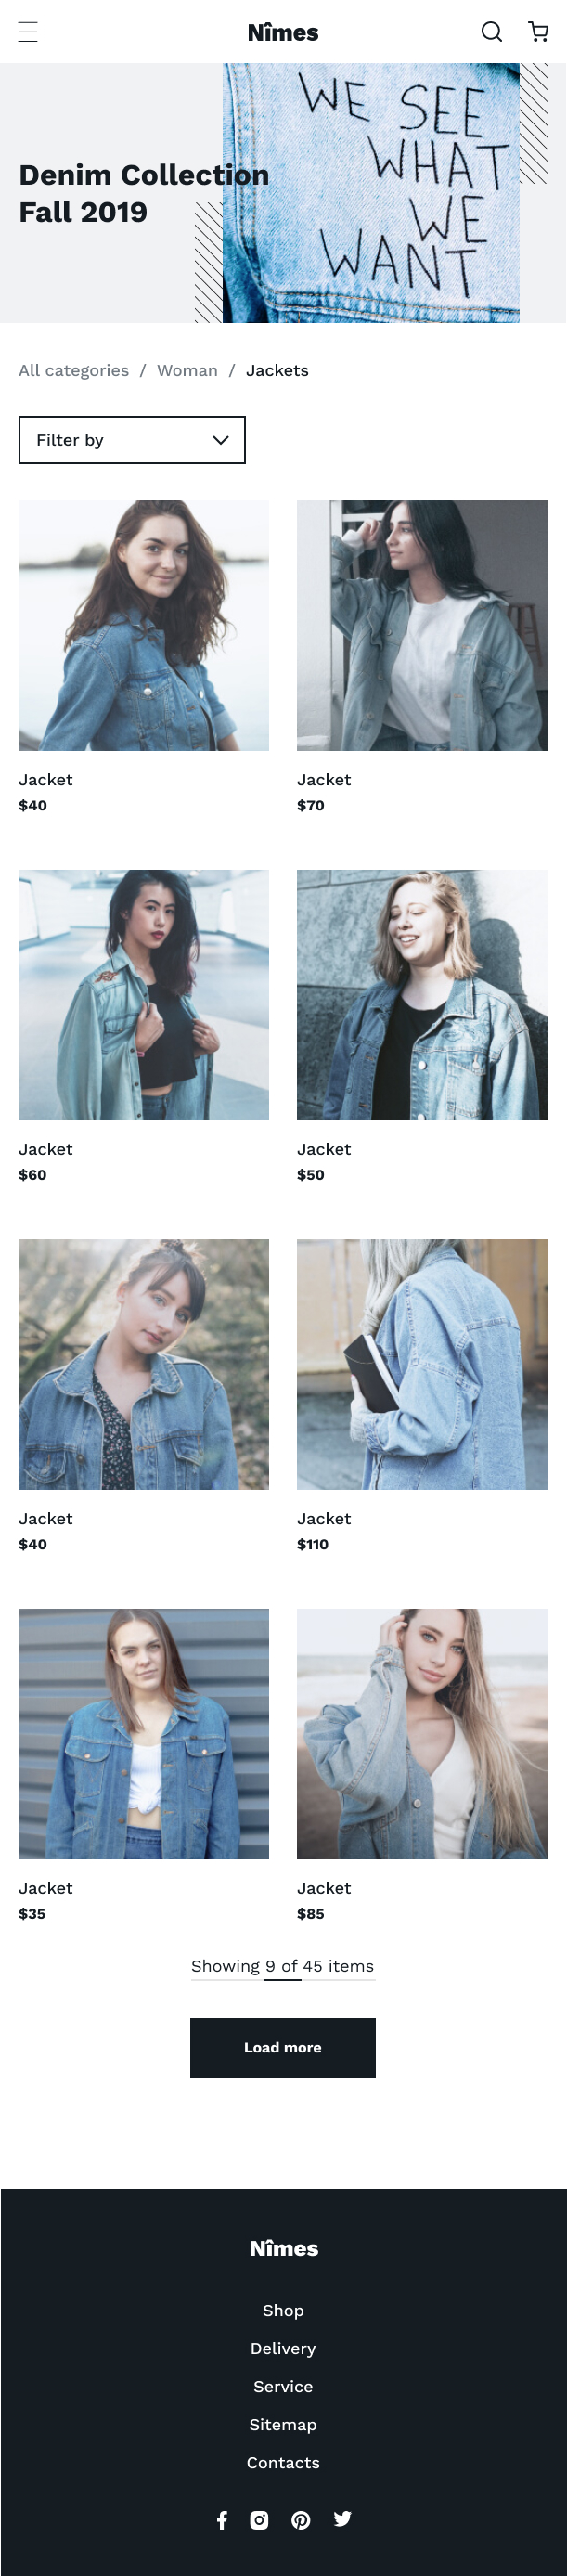 Nîmes
WE SEE
WHAT
WE
WANT
Denim Collection
Fall 2019
All categories / Woman / Jackets
Filter by
Jacket
$40
Jacket
$70
Jacket
$60
Jacket
$50
Jacket
$40
Jacket
$110
Jacket
$35
Jacket
$85
Showing 9 of 45 items
Load more
Nîmes
Shop
Delivery
Service
Sitemap
Contacts